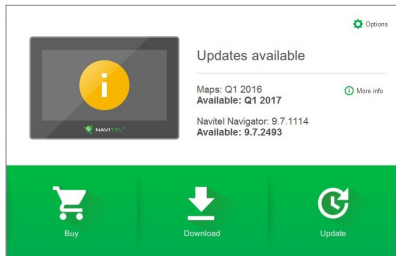 Options
Updates available
Maps: Q1 2016
Available: Q1 2017
More info
Navitel Navigator: 9.7.1114
Available: 9.7.2493
NAVITEL
Buy
Download
Update